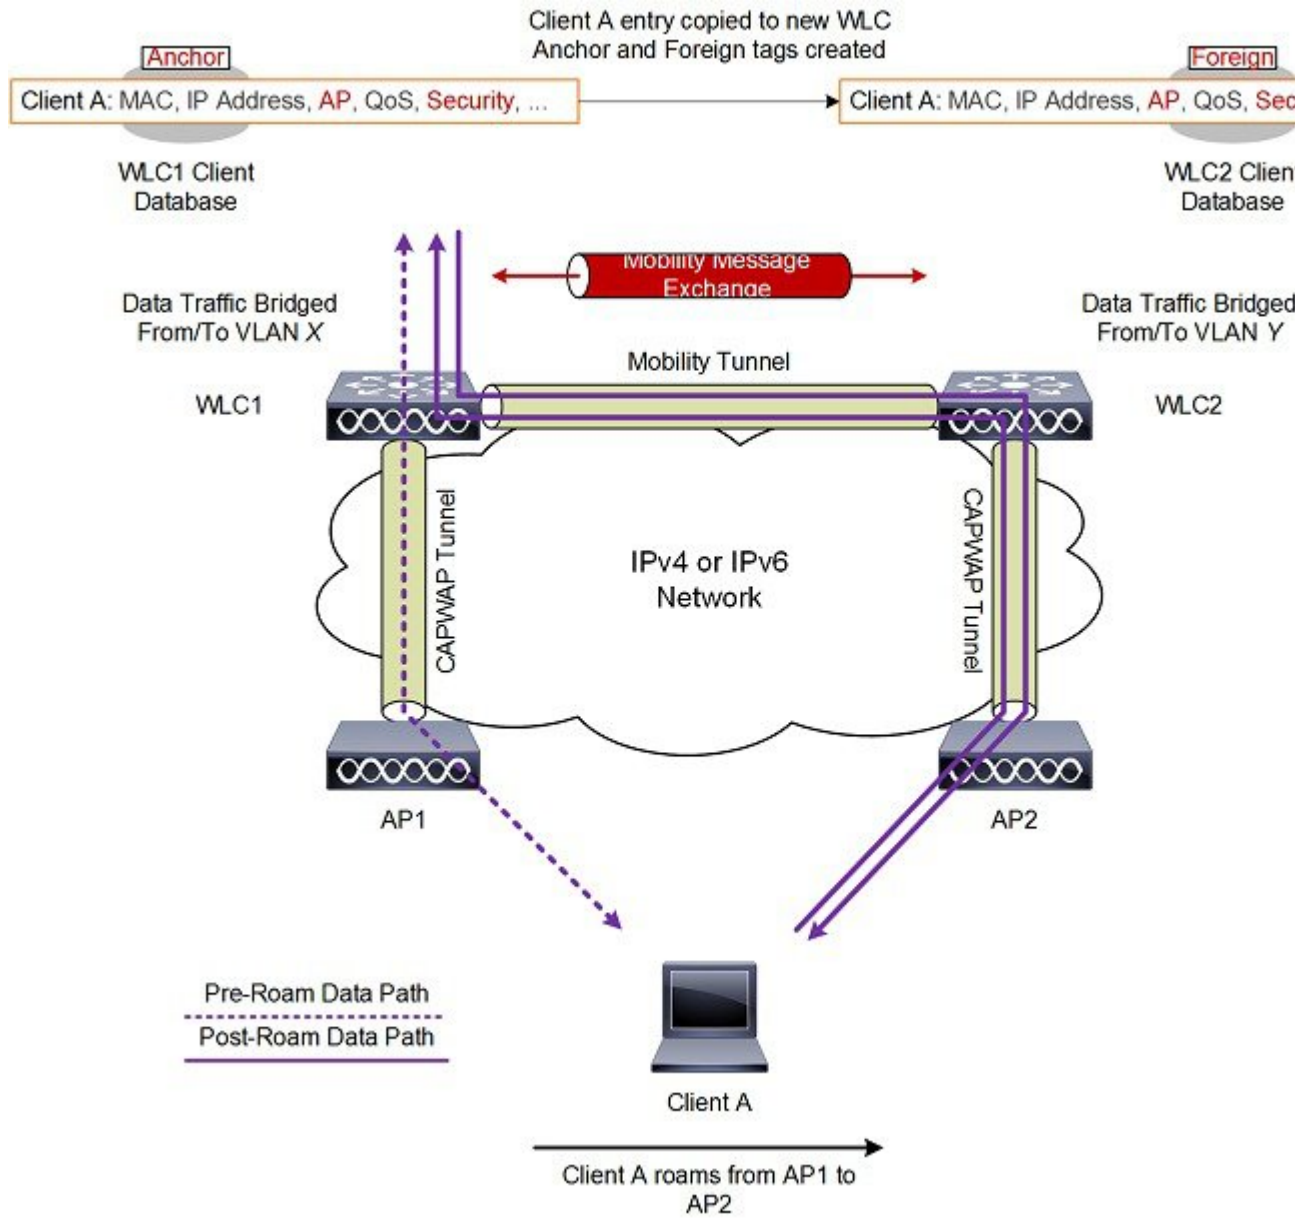 Client A entry copied to new WLC
Anchor and Foreign tags created
Anchor
Foreign
Client A: MAC, IP Address, AP, QoS, Security, ...
Client A: MAC, IP Address, AP, QoS, Sec
WLC1 Client
Database
WLC2 Client
Database
Mobility Message
Exchange
Data Traffic Bridged
From/To VLAN X
Data Traffic Bridged
From/To VLAN Y
Mobility Tunnel
WLC1
WLC2
CAPWAP Tunnel
CAPWAP Tunnel
IPv4 or IPv6
Network
AP1
AP2
Pre-Roam Data Path
Post-Roam Data Path
Client A
Client A roams from AP1 to
AP2